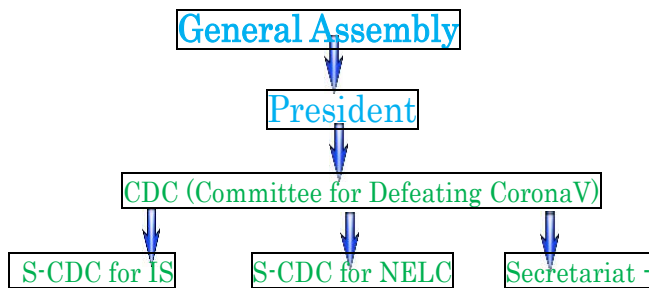 General Assembly
President
CDC (Committee for Defeating CoronaV)
S-CDC for IS
S-CDC for NELC
Secretariat -